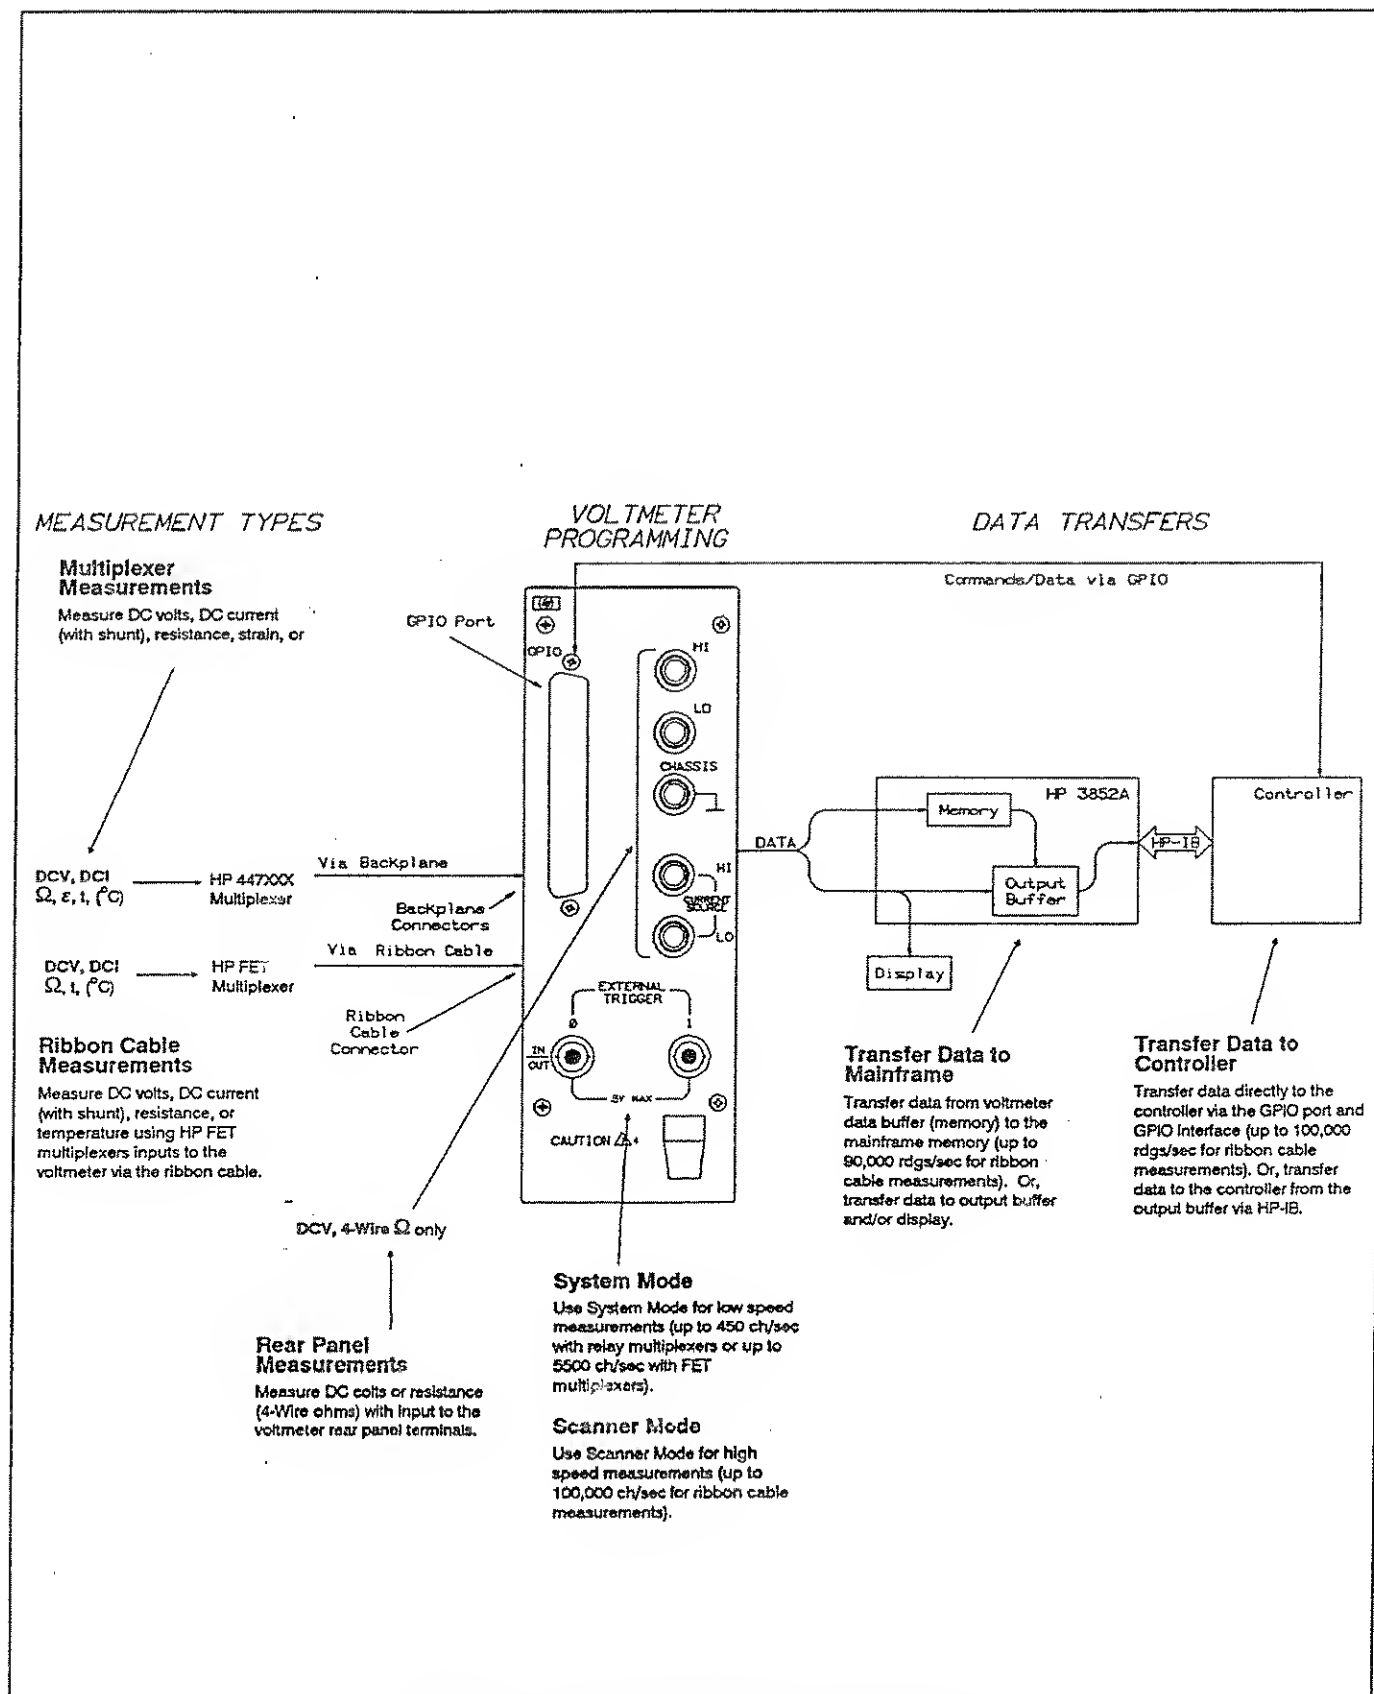 MEASUREMENT TYPES
Multiplexer
Measurements
Measure DC volts, DC current
(with shunt), resistance, strain, or
DCV, DCI
Ω, ε, t, (°C)
HP 447XXX
Multiplexer
Via Backplane
Backplane
Connectors
DCV, DCI
Ω, t, (°C)
HP FET
Multiplexer
Via Ribbon Cable
Ribbon
Cable
Connector
Ribbon Cable
Measurements
Measure DC volts, DC current
(with shunt), resistance, or
temperature using HP FET
multiplexers inputs to the
voltmeter via the ribbon cable.
DCV, 4-Wire Ω only
Rear Panel
Measurements
Measure DC colts or resistance
(4-Wire ohms) with input to the
voltmeter rear panel terminals.
VOLTMETER
PROGRAMMING
GPIO Port
hp
GPIO
HI
LO
CHASSIS
HI
CURRENT
SOURCE
LO
EXTERNAL
TRIGGER
0
1
IN
OUT
5V MAX
CAUTION 4
System Mode
Use System Mode for low speed
measurements (up to 450 ch/sec
with relay multiplexers or up to
5500 ch/sec with FET
multiplexers).
Scanner Mode
Use Scanner Mode for high
speed measurements (up to
100,000 ch/sec for ribbon cable
measurements).
DATA TRANSFERS
Commands/Data via GPIO
DATA
HP 3852A
Memory
Output
Buffer
Display
HP-IB
Controller
Transfer Data to
Mainframe
Transfer data from voltmeter
data buffer (memory) to the
mainframe memory (up to
90,000 rdgs/sec for ribbon
cable measurements). Or,
transfer data to output buffer
and/or display.
Transfer Data to
Controller
Transfer data directly to the
controller via the GPIO port and
GPIO Interface (up to 100,000
rdgs/sec for ribbon cable
measurements). Or, transfer
data to the controller from the
output buffer via HP-IB.